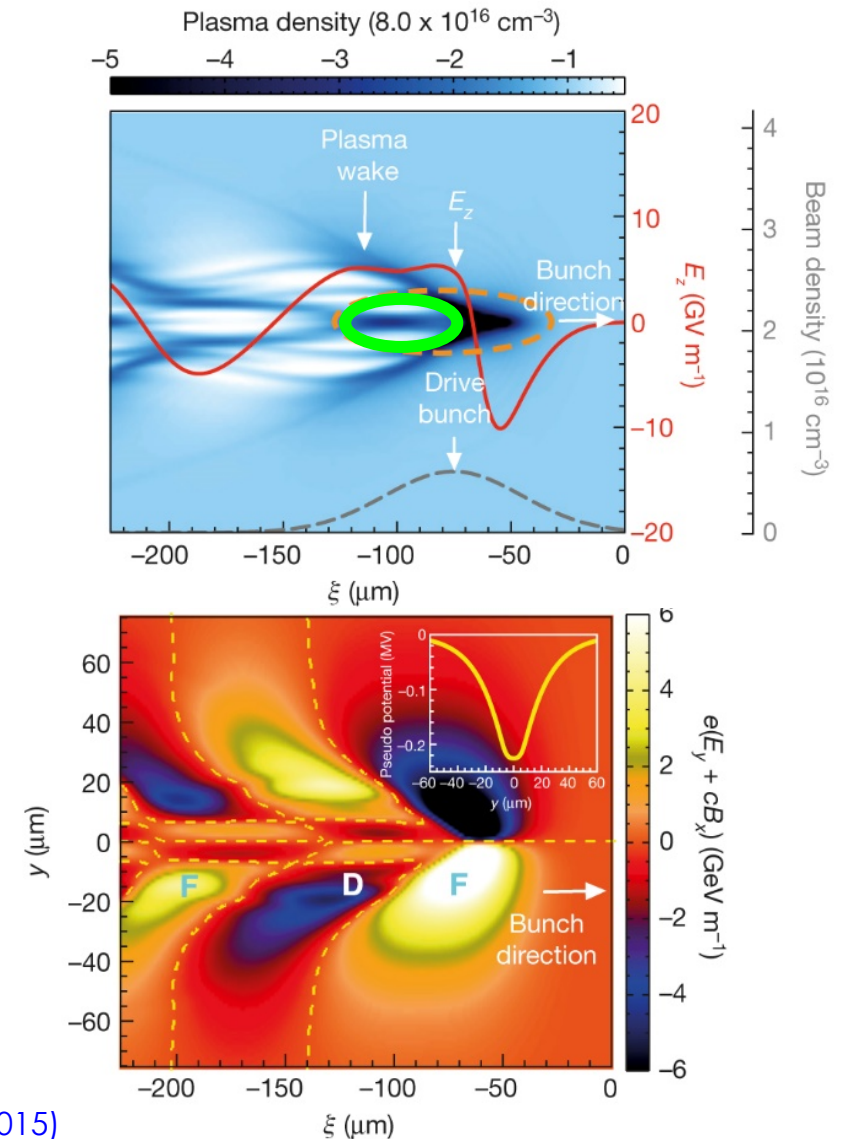 Plasma density (8.0 x 10¹⁶ cm⁻³)
−5 −4 −3 −2 −1
Plasma
wake
E_z
Bunch
direction
Drive
bunch
20
10
0
−10
−20
E_z (GV m⁻¹)
4
3
2
1
0
Beam density (10¹⁶ cm⁻³)
−200 −150 −100 −50 0
ξ (μm)
60
40
20
0
−20
−40
−60
y (μm)
0
−0.1
−0.2
Pseudo potential (MV)
−60 −40 −20 0 20 40 60
y (μm)
F
D
F
Bunch
direction
6
4
2
0
−2
−4
−6
e(E_y + cB_x) (GeV m⁻¹)
−200 −150 −100 −50 0
ξ (μm)
015)